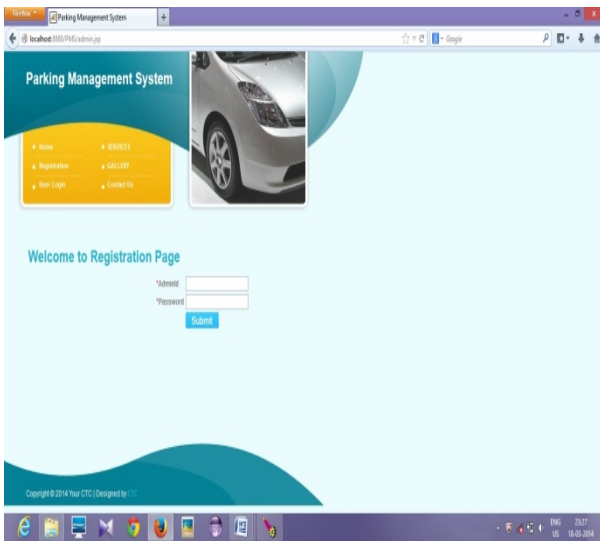 Firefox
Parking Management System
+
localhost:8888/PMS/admin.jsp
Google
Parking Management System
Home
SERVICES
Registration
GALLERY
User Login
Contact Us
Welcome to Registration Page
*AdminId
*Password
Submit
Copyright © 2014 Your CTC | Designed by CTC
ENG 23:27
US 18-03-2014